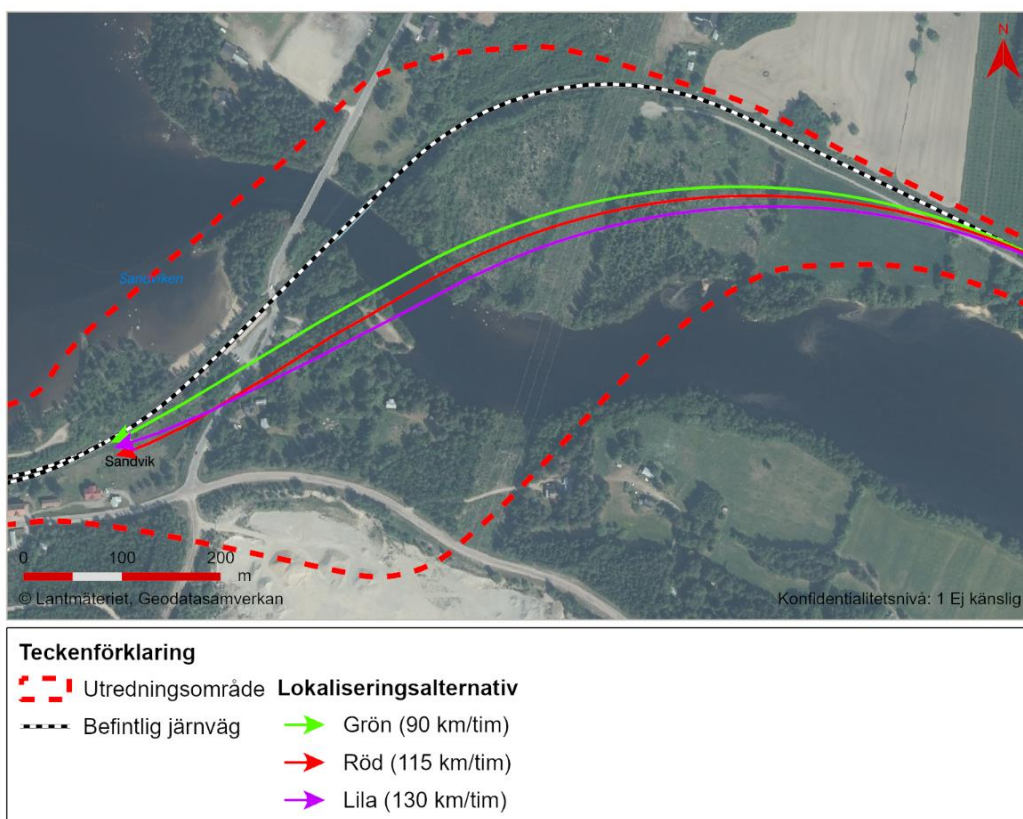 N
Sandviken
Sandvik
0 100 200
m
© Lantmäteriet, Geodatasamverkan
Konfidentialitetsnivå: 1 Ej känslig
Teckenförklaring
Utredningsområde
Befintlig järnväg
Lokaliseringsalternativ
Grön (90 km/tim)
Röd (115 km/tim)
Lila (130 km/tim)